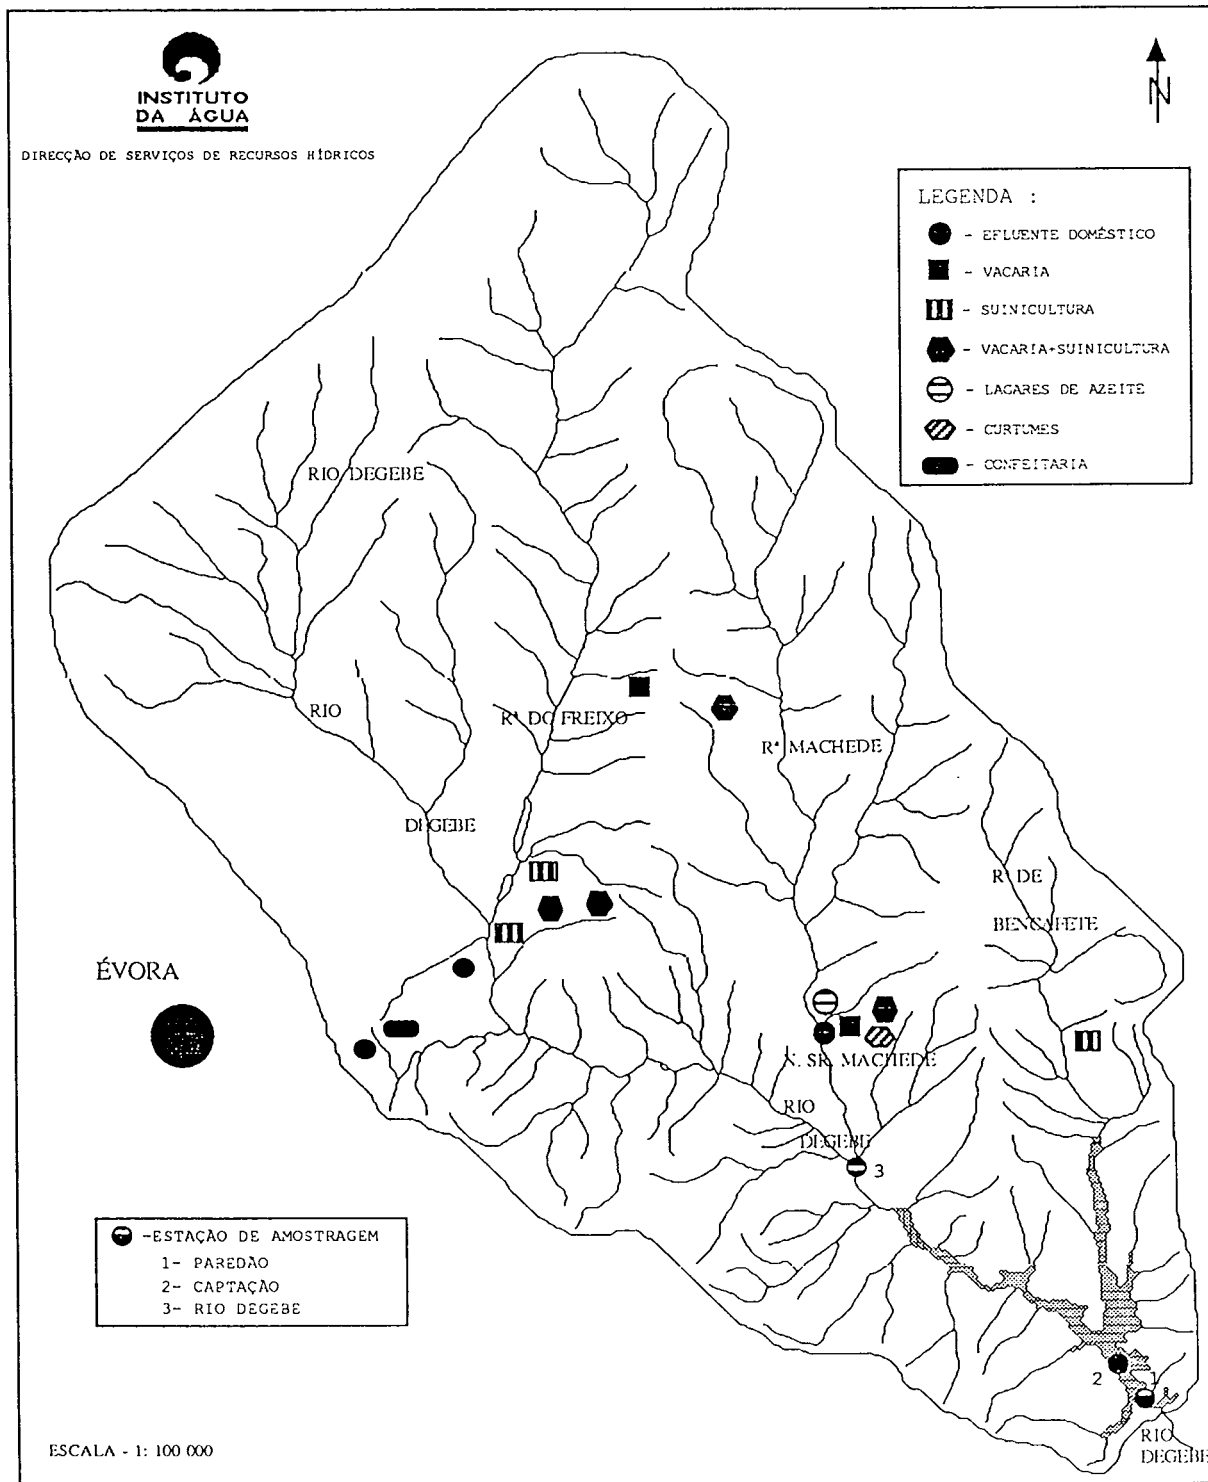 INSTITUTO
DA ÁGUA
DIRECÇÃO DE SERVIÇOS DE RECURSOS HÍDRICOS
N
LEGENDA :
- EFLUENTE DOMÉSTICO
- VACARIA
- SUINICULTURA
- VACARIA+SUINICULTURA
- LAGARES DE AZEITE
- CURTUMES
- CONFEITARIA
RIO DEGEBE
RIO
DEGEBE
Rª DO FREIXO
Rª MACHEDE
Rª DE
BENCAFETE
ÉVORA
N. SRª MACHEDE
RIO
DEGEBE
3
-ESTAÇÃO DE AMOSTRAGEM
1- PAREDÃO
2- CAPTAÇÃO
3- RIO DEGEBE
2
1
RIO
DEGEBE
ESCALA - 1: 100 000